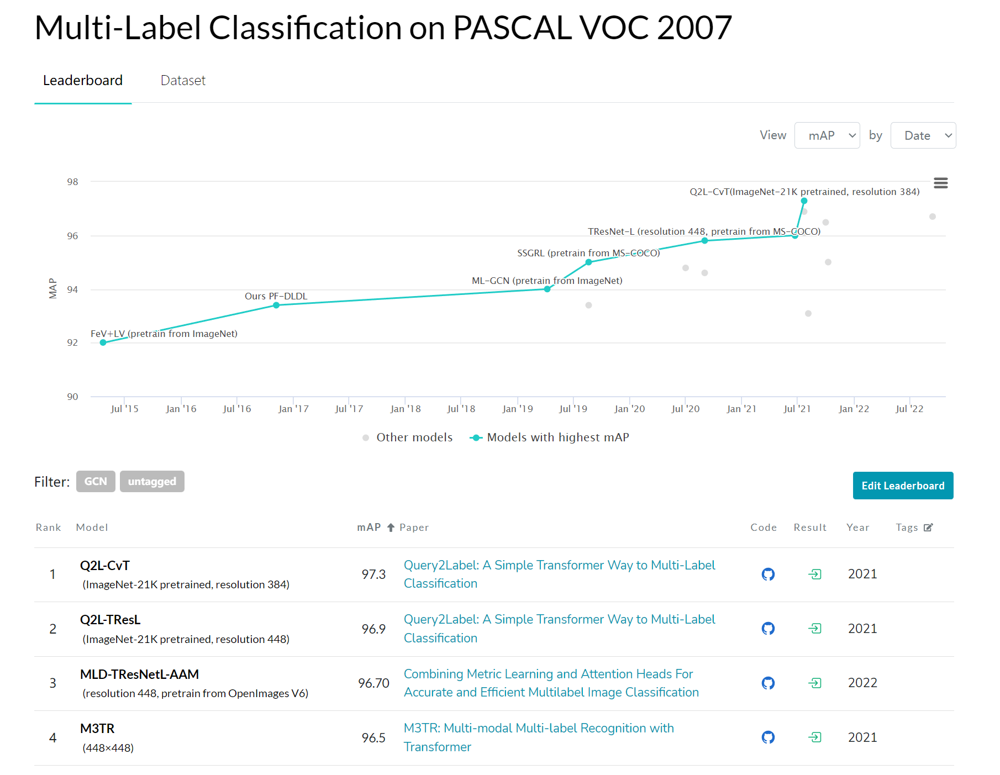 Multi-Label Classification on PASCAL VOC 2007
Leaderboard Dataset
View mAP by Date
98
Q2L-CvT(ImageNet-21K pretrained, resolution 384)
TResNet-L (resolution 448, pretrain from MS-COCO)
96
SSGRL (pretrain from MS-COCO)
ML-GCN (pretrain from ImageNet)
MAP
94
Ours PF-DLDL
FeV+LV (pretrain from ImageNet)
92
90
Jul '15 Jan '16 Jul '16 Jan '17 Jul '17 Jan '18 Jul '18 Jan '19 Jul '19 Jan '20 Jul '20 Jan '21 Jul '21 Jan '22 Jul '22
Other models Models with highest mAP
Filter: GCN untagged
Edit Leaderboard
Rank Model mAP Paper Code Result Year Tags
1 Q2L-CvT
(ImageNet-21K pretrained, resolution 384)
97.3 Query2Label: A Simple Transformer Way to Multi-Label
Classification
2021
2 Q2L-TResL
(ImageNet-21K pretrained, resolution 448)
96.9 Query2Label: A Simple Transformer Way to Multi-Label
Classification
2021
3 MLD-TResNetL-AAM
(resolution 448, pretrain from OpenImages V6)
96.70 Combining Metric Learning and Attention Heads For
Accurate and Efficient Multilabel Image Classification
2022
4 M3TR
(448×448)
96.5 M3TR: Multi-modal Multi-label Recognition with
Transformer
2021